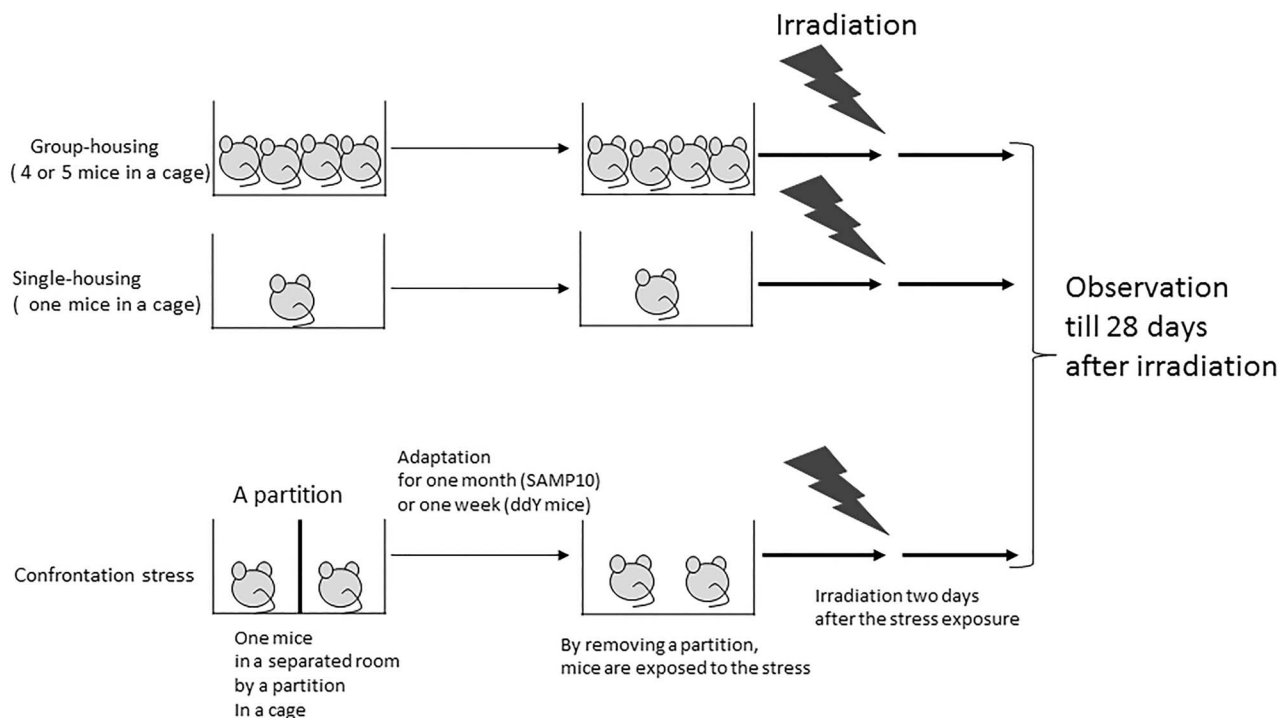 Irradiation
Group-housing
( 4 or 5 mice in a cage)
Single-housing
( one mice in a cage)
Observation
till 28 days
after irradiation
Adaptation
for one month (SAMP10)
or one week (ddY mice)
A partition
Confrontation stress
One mice
in a separated room
by a partition
In a cage
By removing a partition,
mice are exposed to the stress
Irradiation two days
after the stress exposure